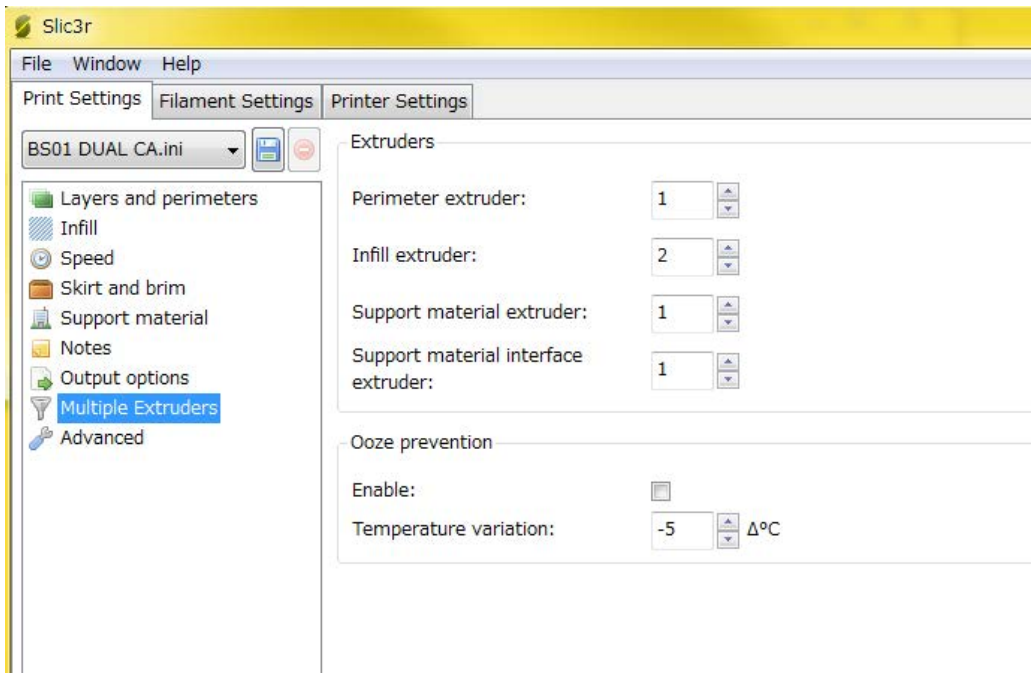 Slic3r
File Window Help
Print Settings Filament Settings Printer Settings
BS01 DUAL CA.ini
Layers and perimeters
Infill
Speed
Skirt and brim
Support material
Notes
Output options
Multiple Extruders
Advanced
Extruders
Perimeter extruder: 1
Infill extruder: 2
Support material extruder: 1
Support material interface
extruder: 1
Ooze prevention
Enable:
Temperature variation: -5 Δ°C